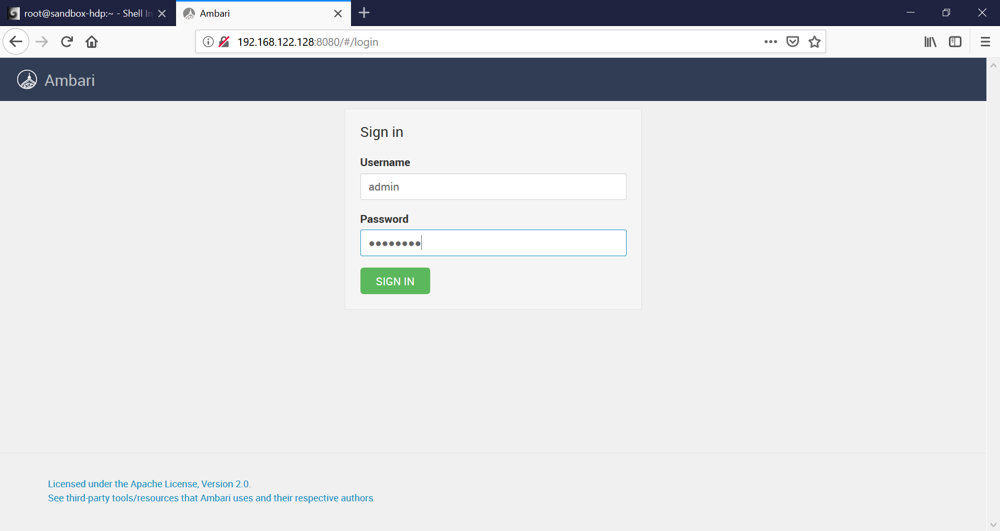 root@sandbox-hdp:~ - Shell In
Ambari
192.168.122.128:8080/#/login
Ambari
Sign in
Username
admin
Password
••••••••
SIGN IN
Licensed under the Apache License, Version 2.0.
See third-party tools/resources that Ambari uses and their respective authors